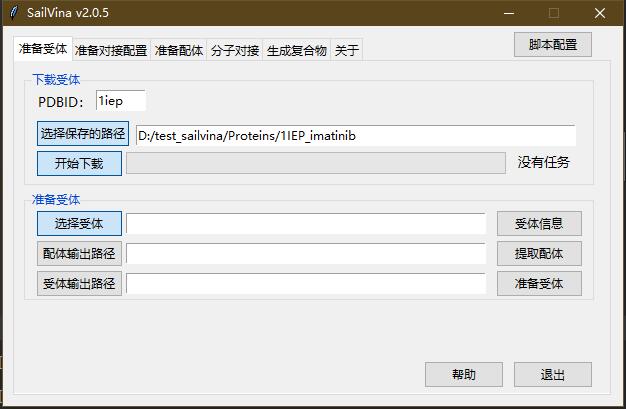 SailVina v2.0.5
脚本配置
准备受体 准备对接配置 准备配体 分子对接 生成复合物 关于
下载受体
PDBID: 1iep
选择保存的路径 D:/test_sailvina/Proteins/1IEP_imatinib
开始下载 没有任务
准备受体
选择受体 受体信息
配体输出路径 提取配体
受体输出路径 准备受体
帮助 退出